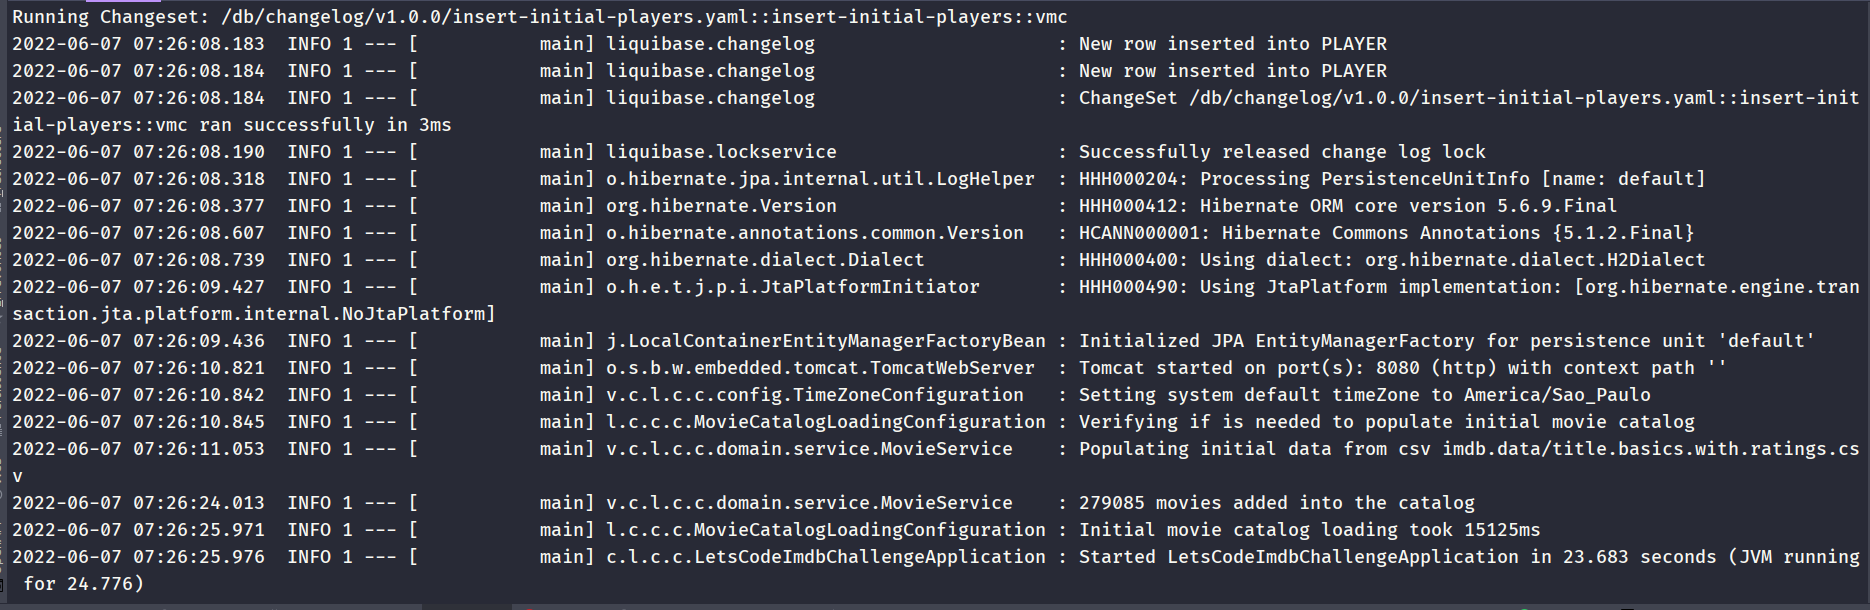 Running Changeset: /db/changelog/v1.0.0/insert-initial-players.yaml::insert-initial-players::vmc
2022-06-07 07:26:08.183  INFO 1 --- [           main] liquibase.changelog                      : New row inserted into PLAYER
2022-06-07 07:26:08.184  INFO 1 --- [           main] liquibase.changelog                      : New row inserted into PLAYER
2022-06-07 07:26:08.184  INFO 1 --- [           main] liquibase.changelog                      : ChangeSet /db/changelog/v1.0.0/insert-initial-players.yaml::insert-init
ial-players::vmc ran successfully in 3ms
2022-06-07 07:26:08.190  INFO 1 --- [           main] liquibase.lockservice                    : Successfully released change log lock
2022-06-07 07:26:08.318  INFO 1 --- [           main] o.hibernate.jpa.internal.util.LogHelper  : HHH000204: Processing PersistenceUnitInfo [name: default]
2022-06-07 07:26:08.377  INFO 1 --- [           main] org.hibernate.Version                    : HHH000412: Hibernate ORM core version 5.6.9.Final
2022-06-07 07:26:08.607  INFO 1 --- [           main] o.hibernate.annotations.common.Version   : HCANN000001: Hibernate Commons Annotations {5.1.2.Final}
2022-06-07 07:26:08.739  INFO 1 --- [           main] org.hibernate.dialect.Dialect            : HHH000400: Using dialect: org.hibernate.dialect.H2Dialect
2022-06-07 07:26:09.427  INFO 1 --- [           main] o.h.e.t.j.p.i.JtaPlatformInitiator       : HHH000490: Using JtaPlatform implementation: [org.hibernate.engine.tran
saction.jta.platform.internal.NoJtaPlatform]
2022-06-07 07:26:09.436  INFO 1 --- [           main] j.LocalContainerEntityManagerFactoryBean : Initialized JPA EntityManagerFactory for persistence unit 'default'
2022-06-07 07:26:10.821  INFO 1 --- [           main] o.s.b.w.embedded.tomcat.TomcatWebServer  : Tomcat started on port(s): 8080 (http) with context path ''
2022-06-07 07:26:10.842  INFO 1 --- [           main] v.c.l.c.c.config.TimeZoneConfiguration   : Setting system default timeZone to America/Sao_Paulo
2022-06-07 07:26:10.845  INFO 1 --- [           main] l.c.c.c.MovieCatalogLoadingConfiguration : Verifying if is needed to populate initial movie catalog
2022-06-07 07:26:11.053  INFO 1 --- [           main] v.c.l.c.c.domain.service.MovieService    : Populating initial data from csv imdb.data/title.basics.with.ratings.cs
v
2022-06-07 07:26:24.013  INFO 1 --- [           main] v.c.l.c.c.domain.service.MovieService    : 279085 movies added into the catalog
2022-06-07 07:26:25.971  INFO 1 --- [           main] l.c.c.c.MovieCatalogLoadingConfiguration : Initial movie catalog loading took 15125ms
2022-06-07 07:26:25.976  INFO 1 --- [           main] c.l.c.c.LetsCodeImdbChallengeApplication : Started LetsCodeImdbChallengeApplication in 23.683 seconds (JVM running
 for 24.776)